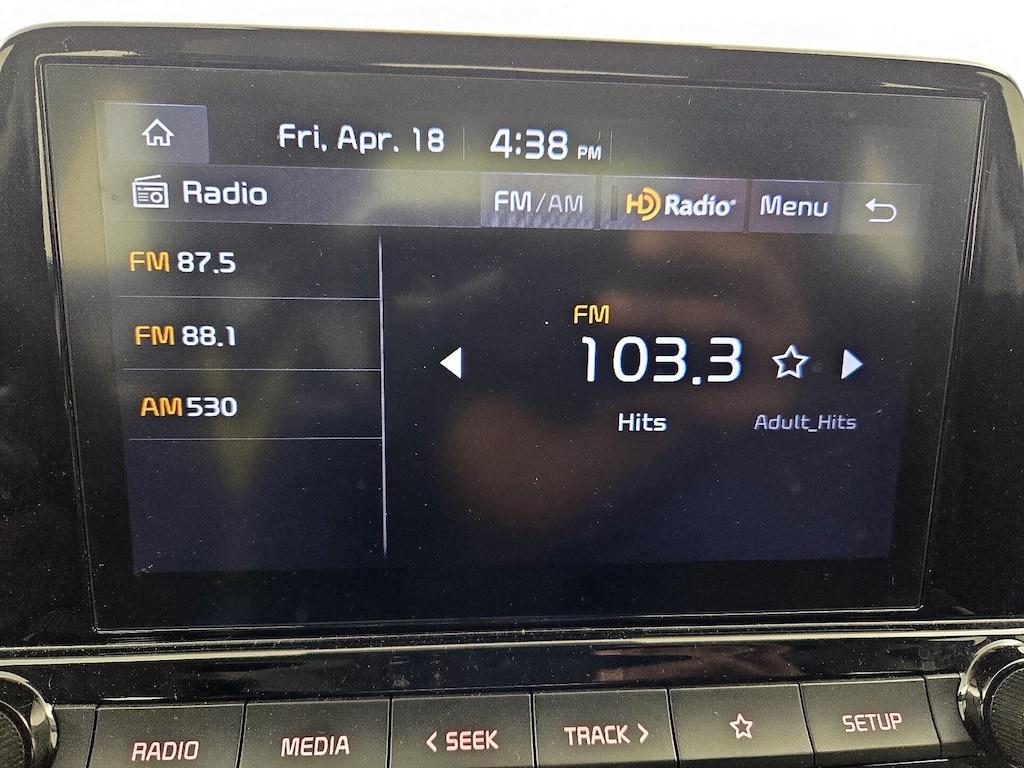 Fri, Apr. 18 4:38 PM
Radio FM/AM HD Radio® Menu
FM 87.5
FM 88.1
AM 530
FM
103.3
Hits Adult_Hits
RADIO MEDIA < SEEK TRACK > SETUP